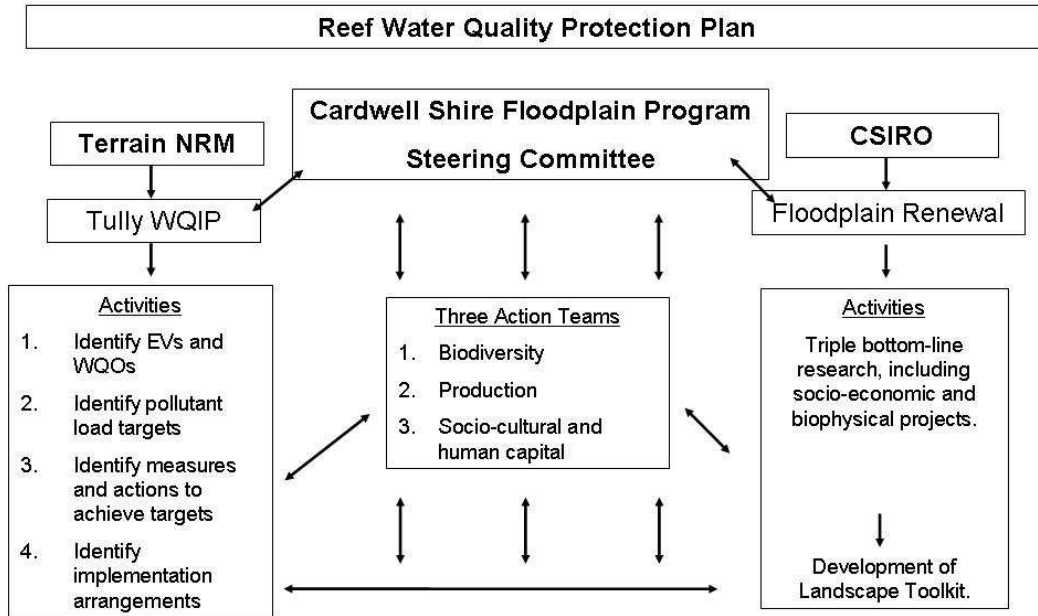 Reef Water Quality Protection Plan
Cardwell Shire Floodplain Program
Steering Committee
Terrain NRM
CSIRO
Tully WQIP
Floodplain Renewal
Activities
1. Identify EVs and
WQOs
2. Identify pollutant
load targets
3. Identify measures
and actions to
achieve targets
4. Identify
implementation
arrangements
Three Action Teams
1. Biodiversity
2. Production
3. Socio-cultural and
human capital
Activities
Triple bottom-line
research, including
socio-economic and
biophysical projects.
Development of
Landscape Toolkit.